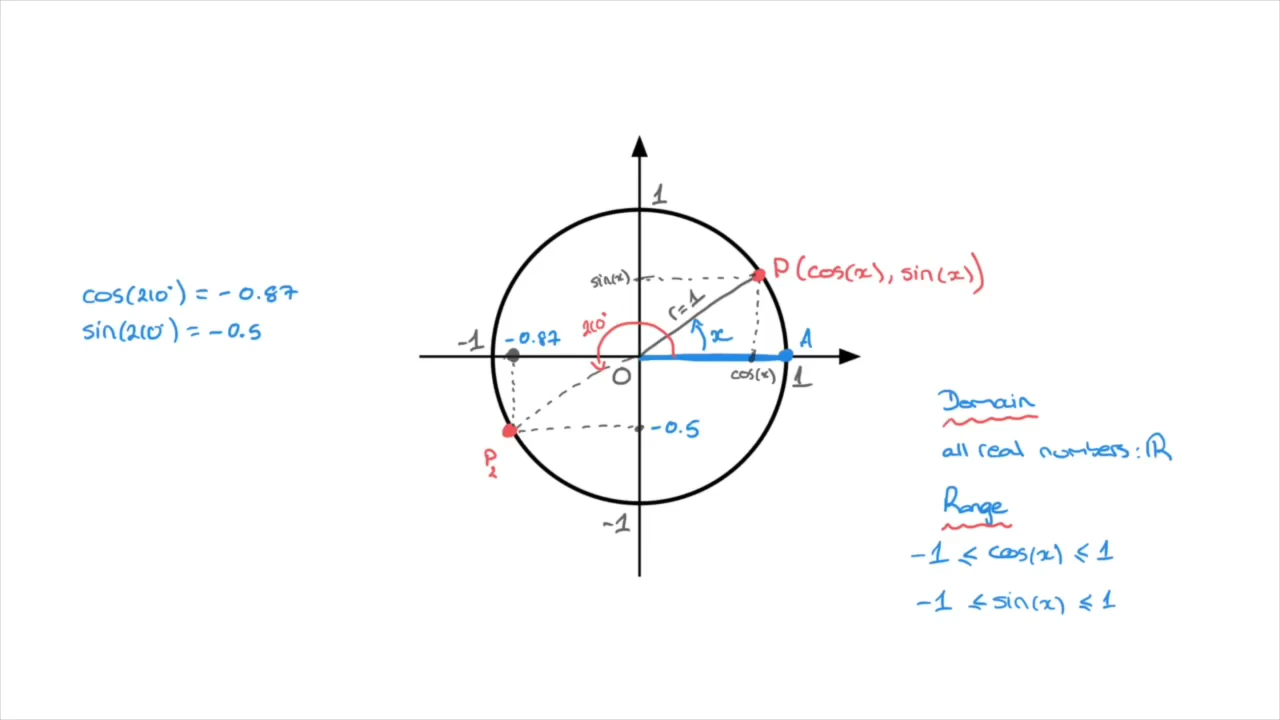 cos(210°) = -0.87
sin(210°) = -0.5
1
sin(x)
P(cos(x), sin(x))
r=1
210°
x
-1
-0.87
A
O
cos(x)
1
-0.5
P2
-1
Domain
all real numbers: ℝ
Range
-1 ≤ cos(x) ≤ 1
-1 ≤ sin(x) ≤ 1